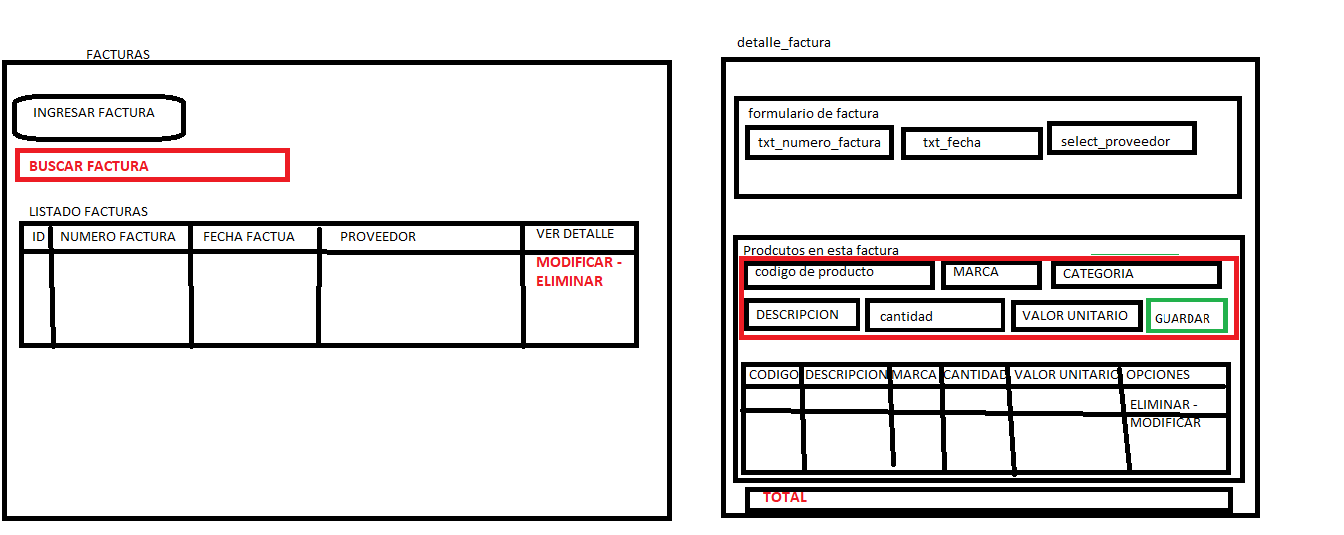 FACTURAS
INGRESAR FACTURA
BUSCAR FACTURA
LISTADO FACTURAS
ID NUMERO FACTURA FECHA FACTUA PROVEEDOR VER DETALLE
MODIFICAR -
ELIMINAR
detalle_factura
formulario de factura
txt_numero_factura txt_fecha select_proveedor
Prodcutos en esta factura
codigo de producto MARCA CATEGORIA
DESCRIPCION cantidad VALOR UNITARIO GUARDAR
CODIGO DESCRIPCION MARCA CANTIDAD VALOR UNITARIO OPCIONES
ELIMINAR -
MODIFICAR
TOTAL